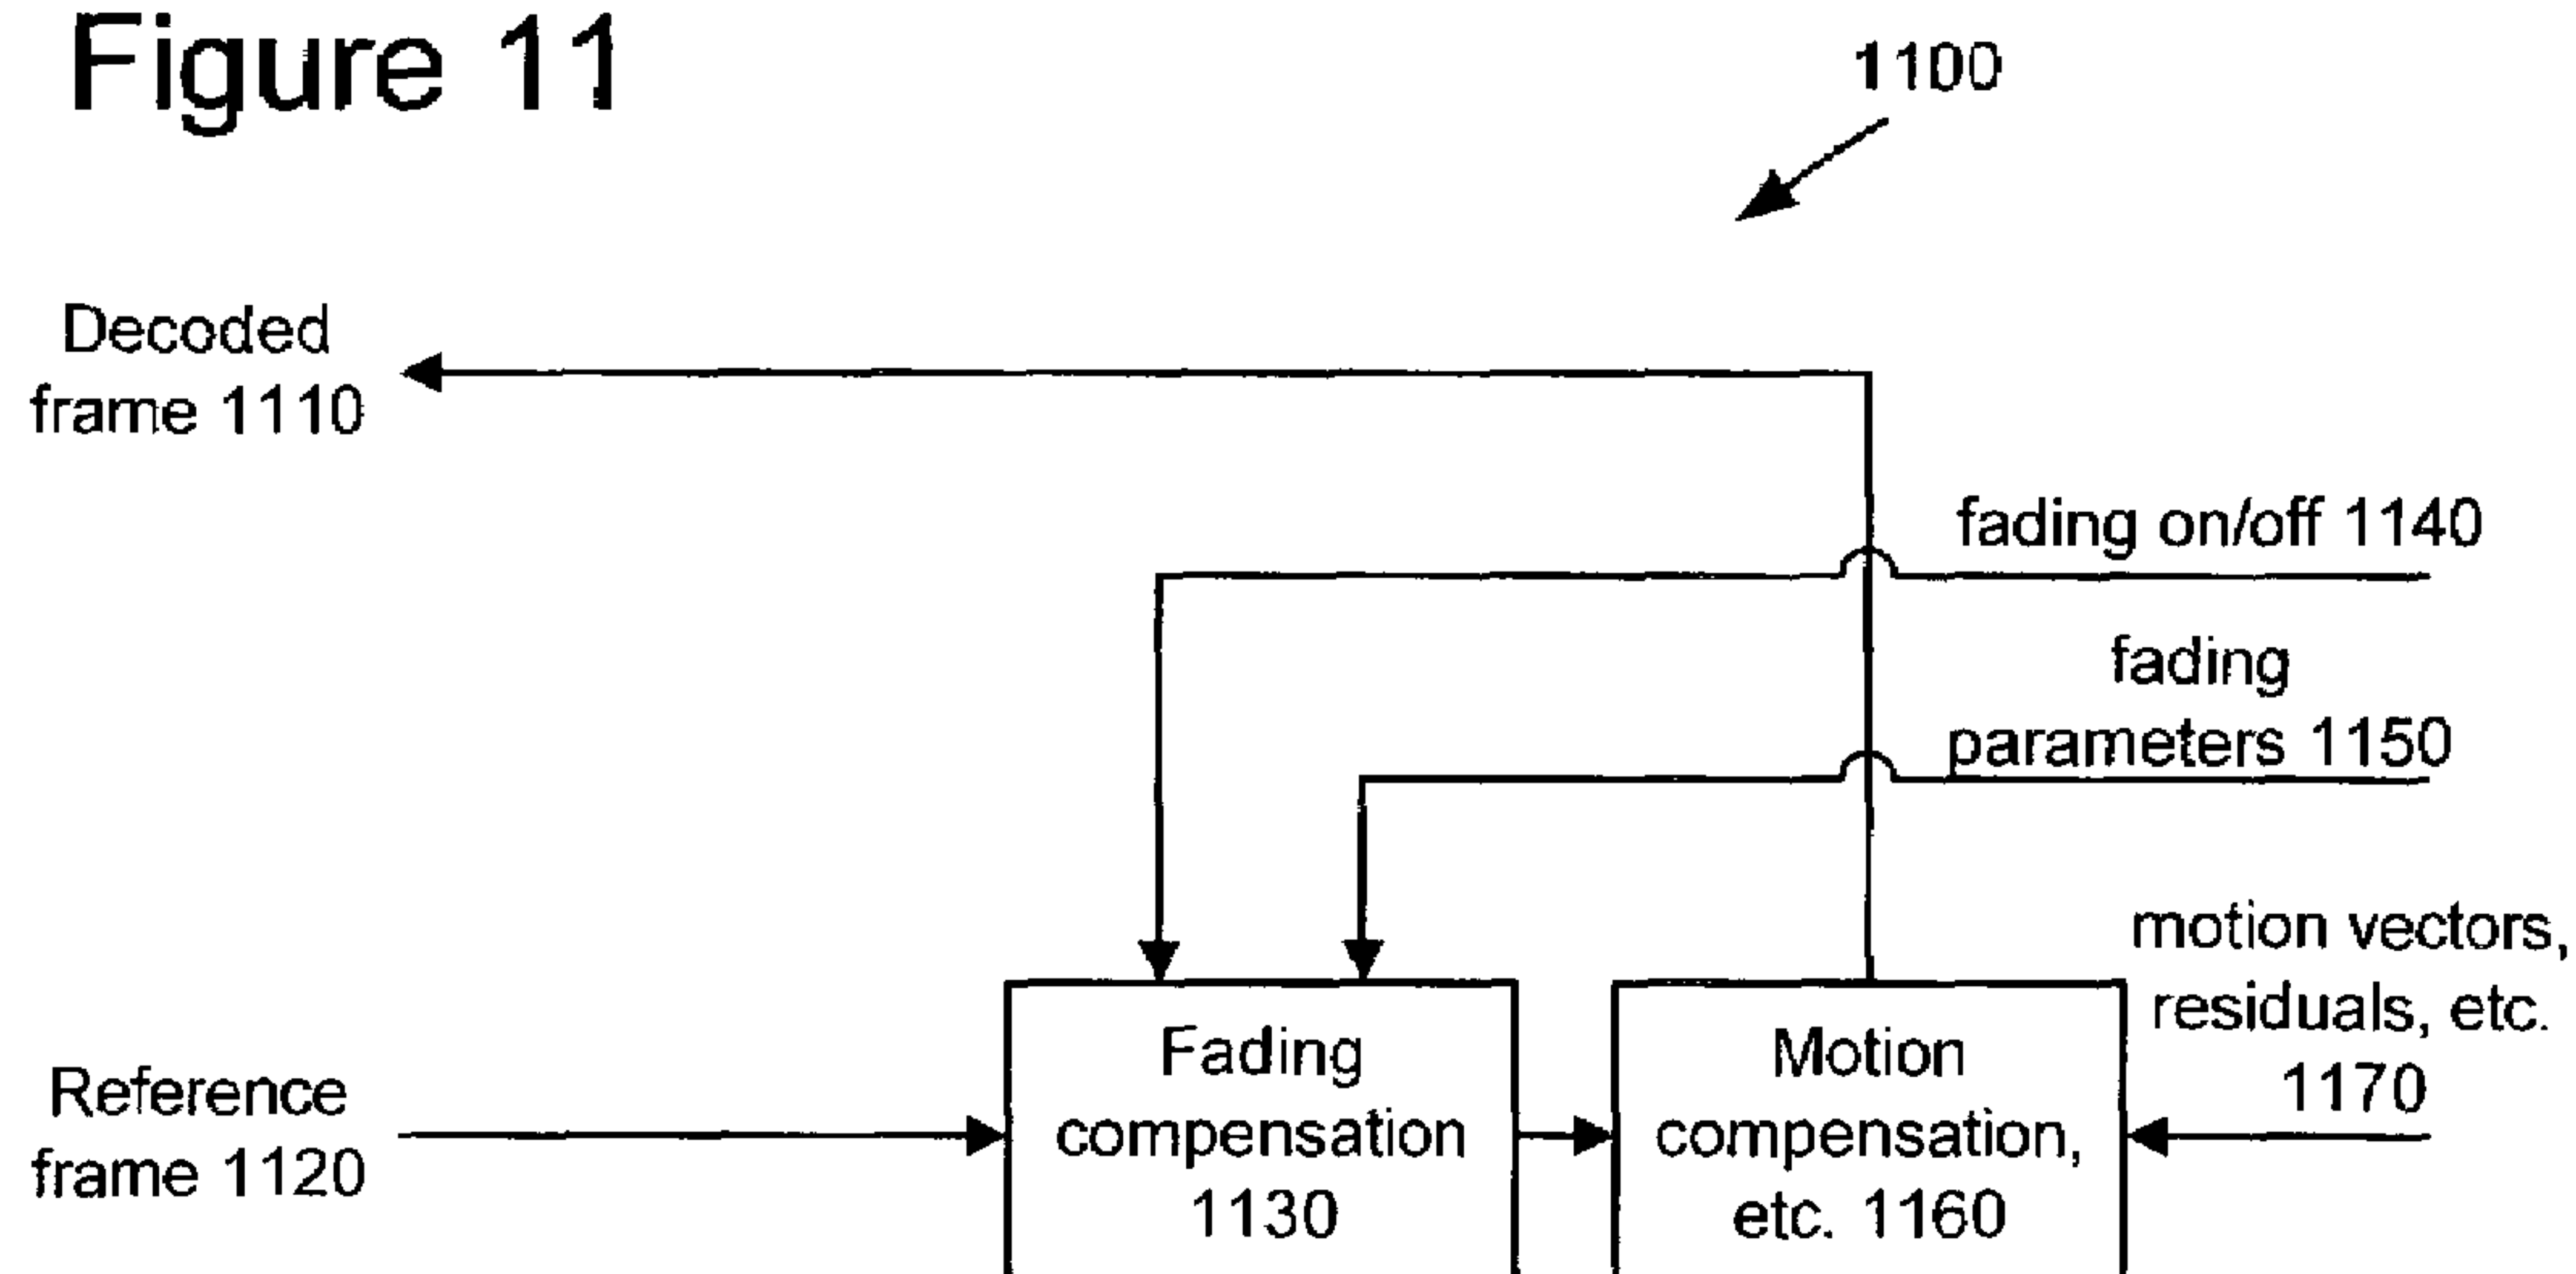 Figure 11
1100
Decoded
frame 1110
fading on/off 1140
fading
parameters 1150
motion vectors,
residuals, etc.
1170
Reference
frame 1120
Fading
compensation
1130
Motion
compensation,
etc. 1160